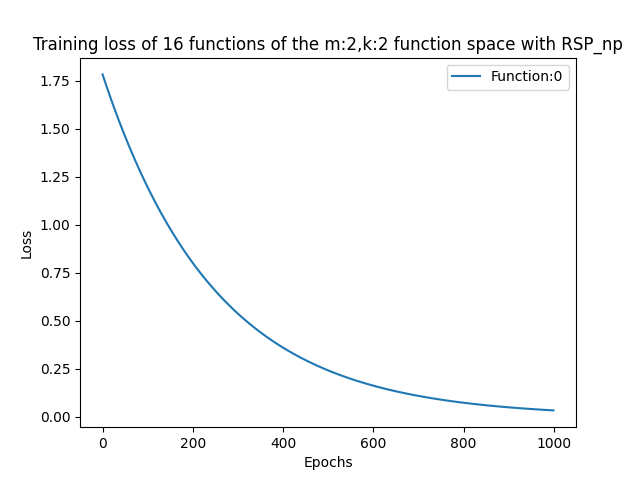 Training loss of 16 functions of the m:2,k:2 function space with RSP_np
Function:0
1.75
1.50
1.25
1.00
0.75
0.50
0.25
0.00
Loss
0 200 400 600 800 1000
Epochs